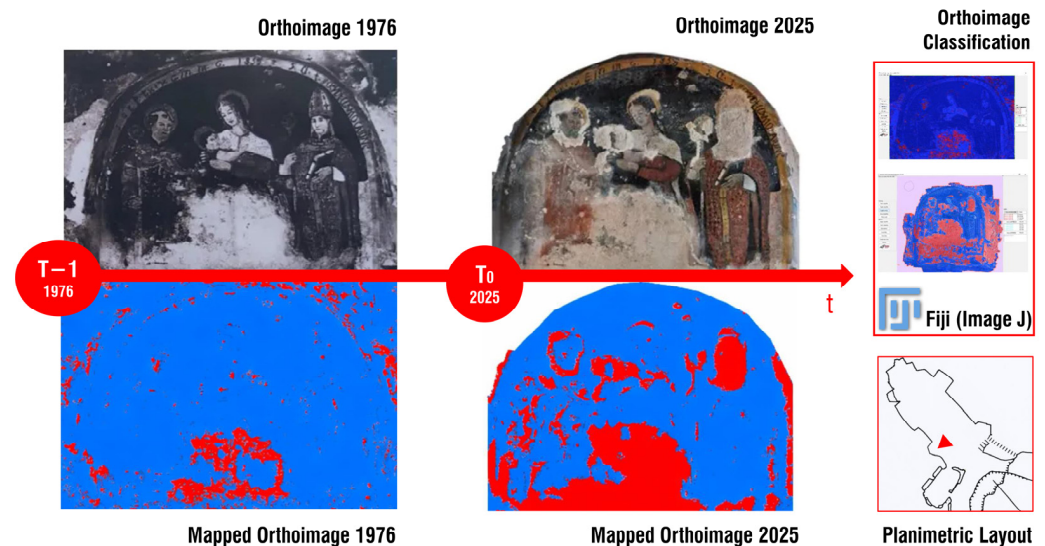 Orthoimage 1976
Orthoimage 2025
Orthoimage
Classification
T–1
1976
T0
2025
t
Fiji (Image J)
Mapped Orthoimage 1976
Mapped Orthoimage 2025
Planimetric Layout